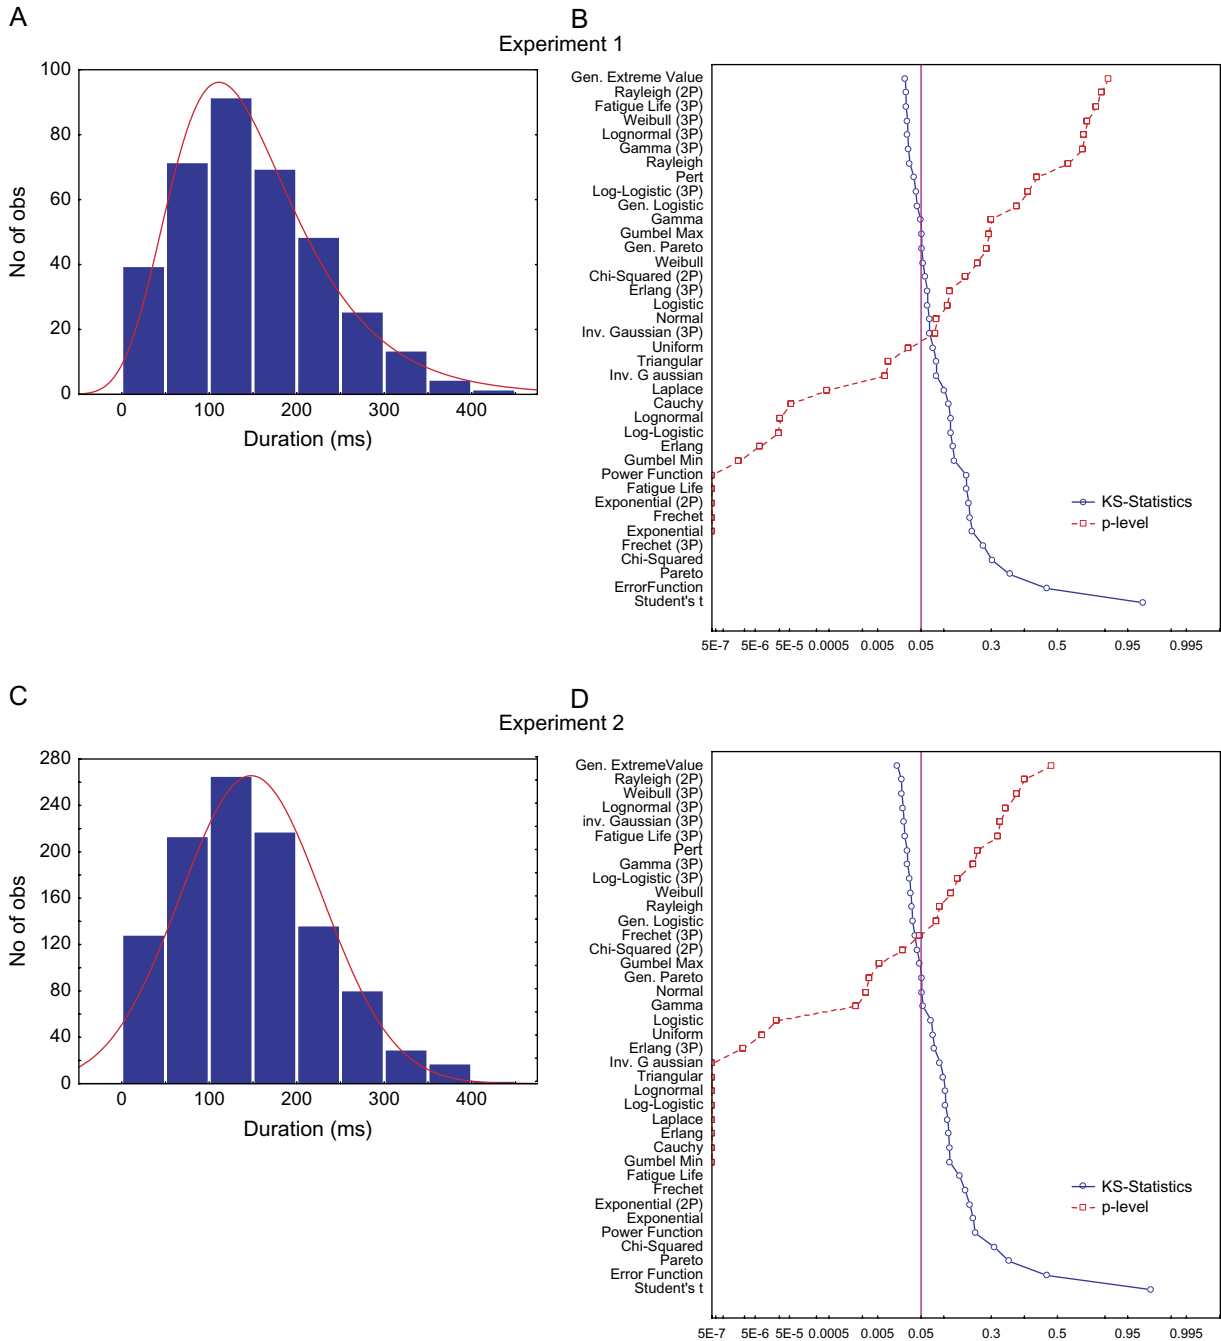 A
B
Experiment 1
100
80
60
40
20
0
No of obs
0
100
200
300
400
Duration (ms)
Gen. Extreme Value
Rayleigh (2P)
Fatigue Life (3P)
Weibull (3P)
Lognormal (3P)
Gamma (3P)
Rayleigh
Pert
Log-Logistic (3P)
Gen. Logistic
Gamma
Gumbel Max
Gen. Pareto
Weibull
Chi-Squared (2P)
Erlang (3P)
Logistic
Normal
Inv. Gaussian (3P)
Uniform
Triangular
Inv. G aussian
Laplace
Cauchy
Lognormal
Log-Logistic
Erlang
Gumbel Min
Power Function
Fatigue Life
Exponential (2P)
Frechet
Exponential
Frechet (3P)
Chi-Squared
Pareto
ErrorFunction
Student's t
KS-Statistics
p-level
5E-7 5E-6 5E-5 0.0005 0.005 0.05 0.3 0.5 0.95 0.995
C
D
Experiment 2
280
240
200
160
120
80
40
0
No of obs
0
100
200
300
400
Duration (ms)
Gen. ExtremeValue
Rayleigh (2P)
Weibull (3P)
Lognormal (3P)
inv. Gaussian (3P)
Fatigue Life (3P)
Pert
Gamma (3P)
Log-Logistic (3P)
Weibull
Rayleigh
Gen. Logistic
Frechet (3P)
Chi-Squared (2P)
Gumbel Max
Gen. Pareto
Normal
Gamma
Logistic
Uniform
Erlang (3P)
Inv. G aussian
Triangular
Lognormal
Log-Logistic
Laplace
Erlang
Cauchy
Gumbel Min
Fatigue Life
Frechet
Exponential (2P)
Exponential
Power Function
Chi-Squared
Pareto
Error Function
Student's t
KS-Statistics
p-level
5E-7 5E-6 5E-5 0.0005 0.005 0.05 0.3 0.5 0.95 0.995